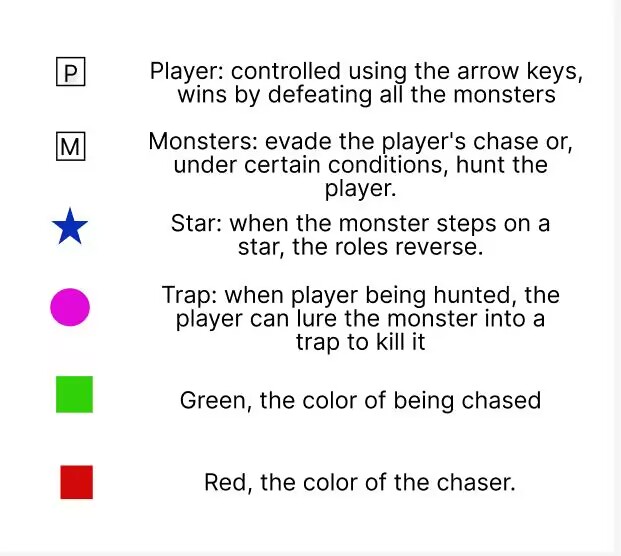 P
Player: controlled using the arrow keys,
wins by defeating all the monsters
M
Monsters: evade the player's chase or,
under certain conditions, hunt the
player.
Star: when the monster steps on a
star, the roles reverse.
Trap: when player being hunted, the
player can lure the monster into a
trap to kill it
Green, the color of being chased
Red, the color of the chaser.